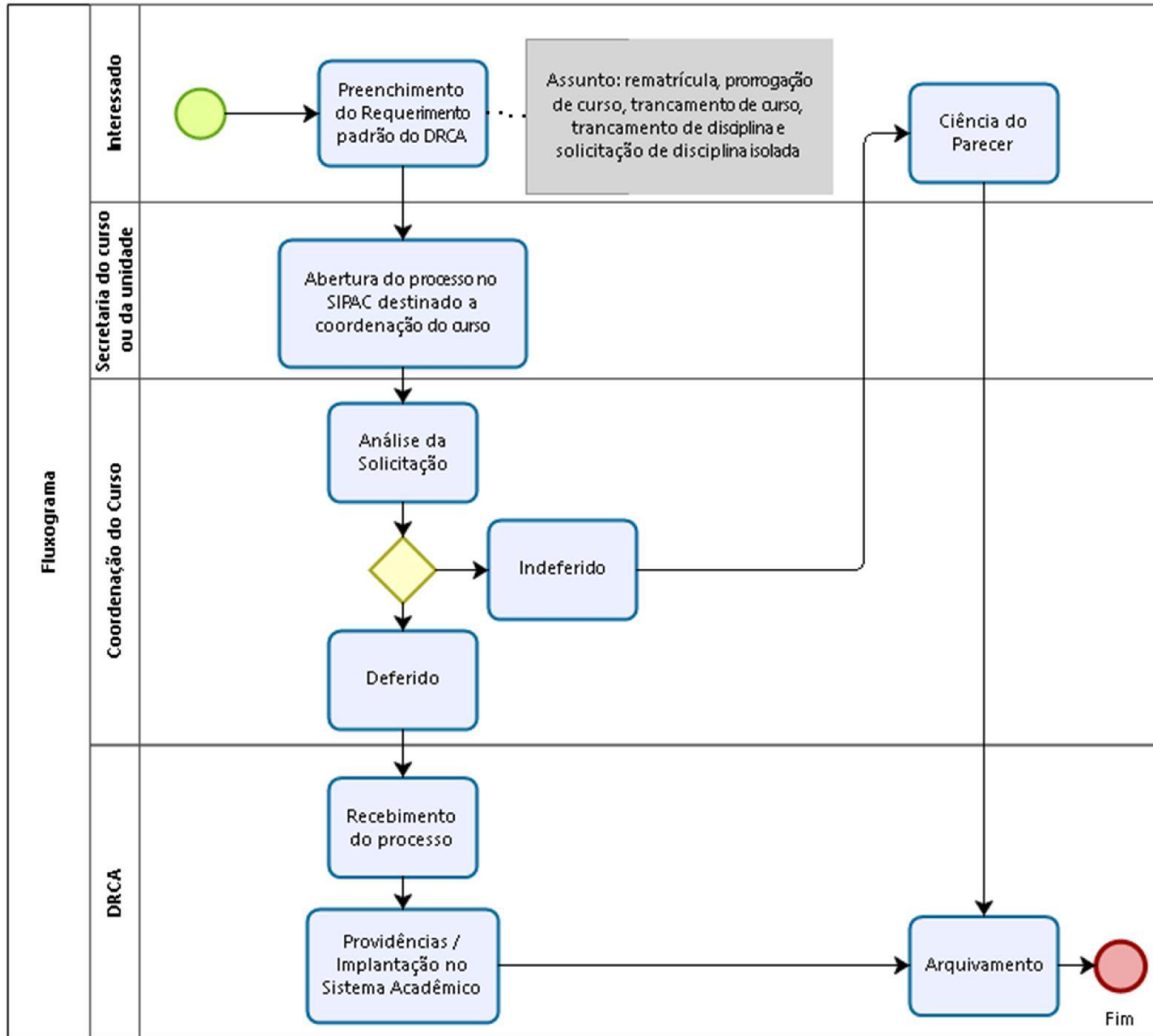 Fluxograma
Interessado
Preenchimento
do Requerimento
padrão do DRCA
Assunto: rematrícula, prorrogação
de curso, trancamento de curso,
trancamento de disciplina e
solicitação de disciplina isolada
Ciência do
Parecer
Secretaria do curso
ou da unidade
Abertura do processo no
SIPAC destinado a
coordenação do curso
Coordenação do Curso
Análise da
Solicitação
Indeferido
Deferido
DRCA
Recebimento
do processo
Providências /
Implantação no
Sistema Acadêmico
Arquivamento
Fim